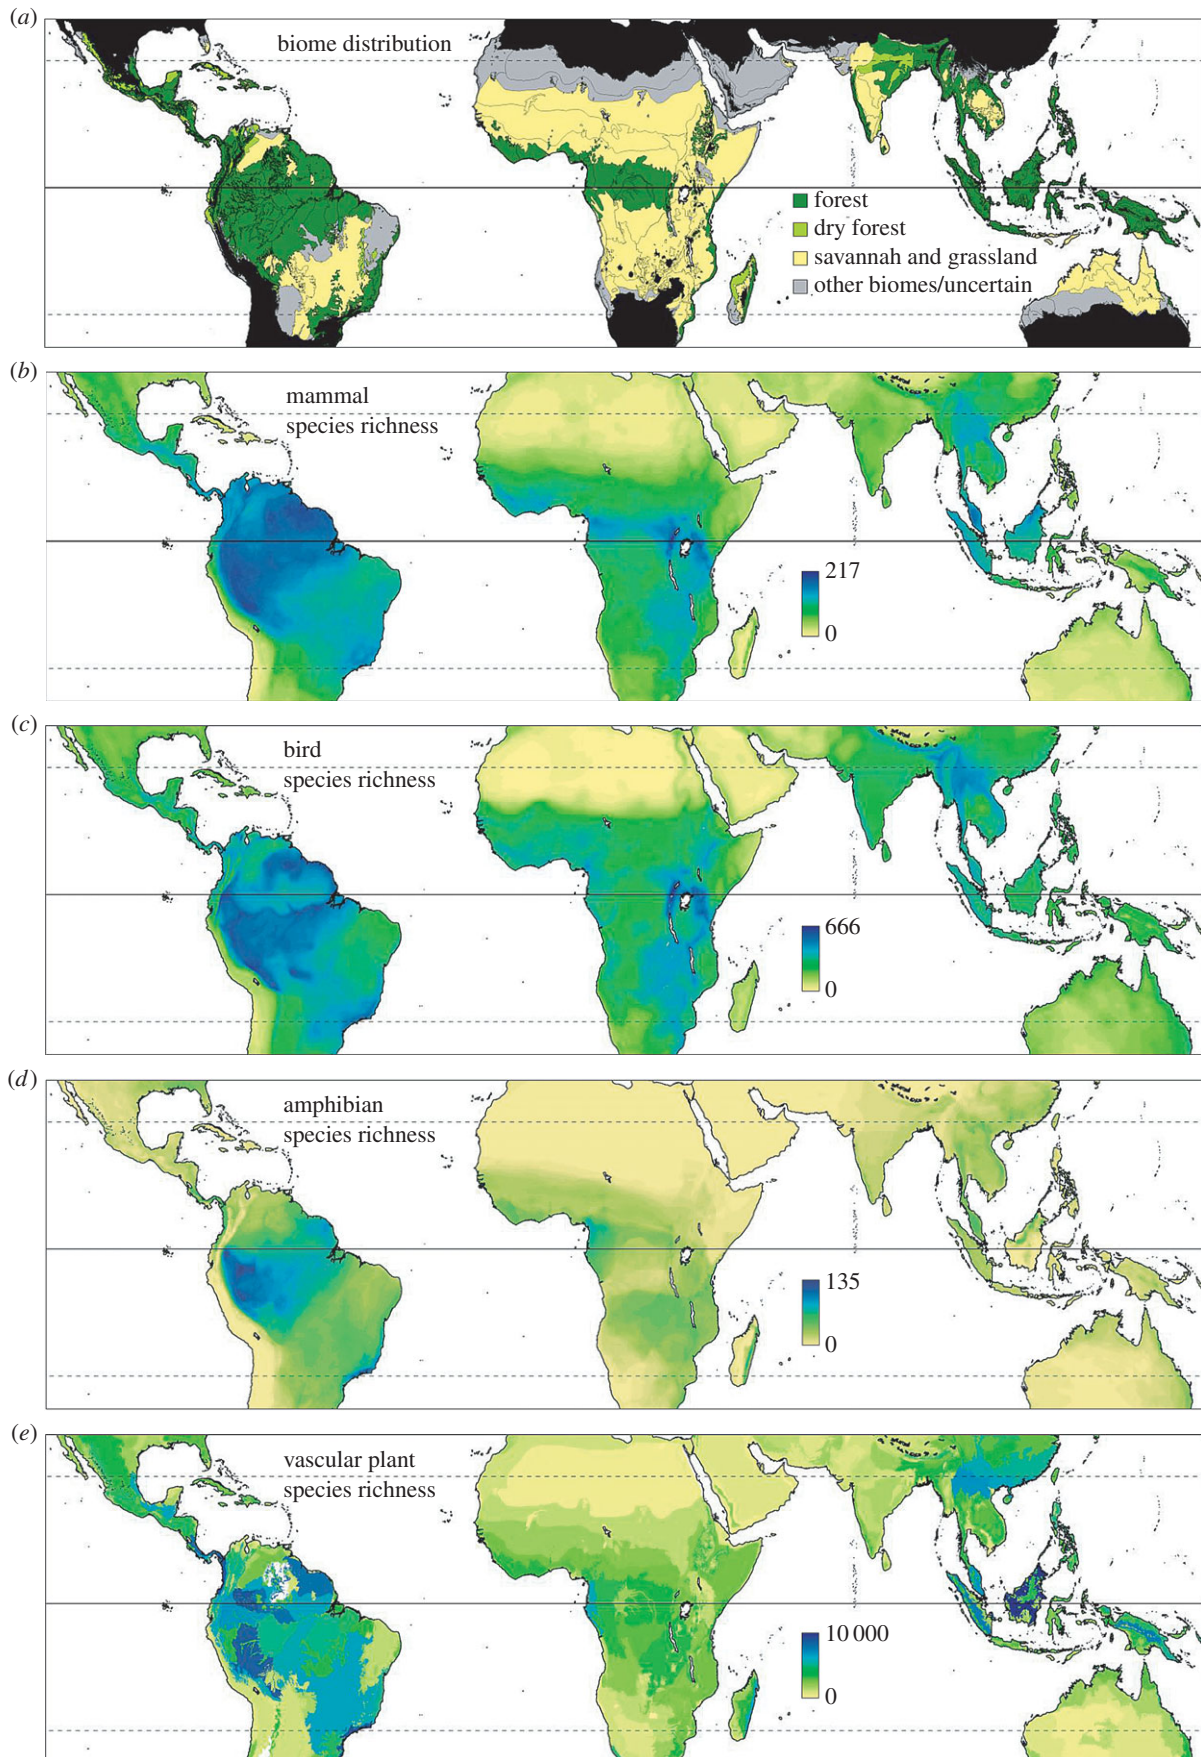 (a)
biome distribution
forest
dry forest
savannah and grassland
other biomes/uncertain
(b)
mammal
species richness
217
0
(c)
bird
species richness
666
0
(d)
amphibian
species richness
135
0
(e)
vascular plant
species richness
10 000
0